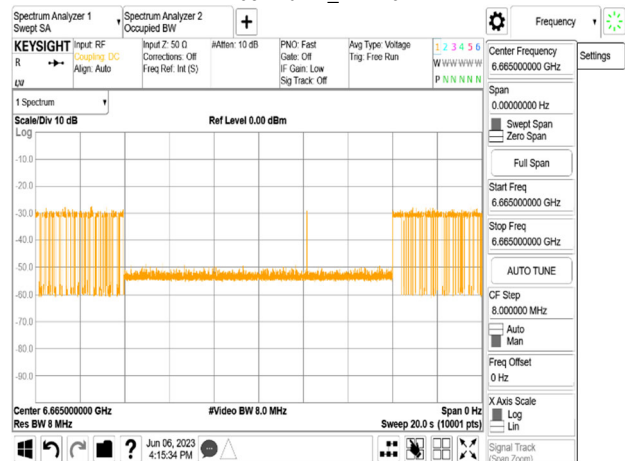 Spectrum Analyzer 1
Swept SA
Spectrum Analyzer 2
Occupied BW
+
Frequency
KEYSIGHT
R
LXI
Input: RF
Coupling: DC
Align: Auto
Input Z: 50 Ω
Corrections: Off
Freq Ref: Int (S)
#Atten: 10 dB
PNO: Fast
Gate: Off
IF Gain: Low
Sig Track: Off
Avg Type: Voltage
Trig: Free Run
1 2 3 4 5 6
W W W W W W
P N N N N N
Center Frequency
6.665000000 GHz
Settings
Span
0.00000000 Hz
Swept Span
Zero Span
Full Span
Start Freq
6.665000000 GHz
Stop Freq
6.665000000 GHz
AUTO TUNE
CF Step
8.000000 MHz
Auto
Man
Freq Offset
0 Hz
X Axis Scale
Log
Lin
Signal Track
(Span Zoom)
1 Spectrum
Scale/Div 10 dB
Ref Level 0.00 dBm
Log
-10.0
-20.0
-30.0
-40.0
-50.0
-60.0
-70.0
-80.0
-90.0
Center 6.665000000 GHz
#Video BW 8.0 MHz
Span 0 Hz
Res BW 8 MHz
Sweep 20.0 s (10001 pts)
?
Jun 06, 2023
4:15:34 PM